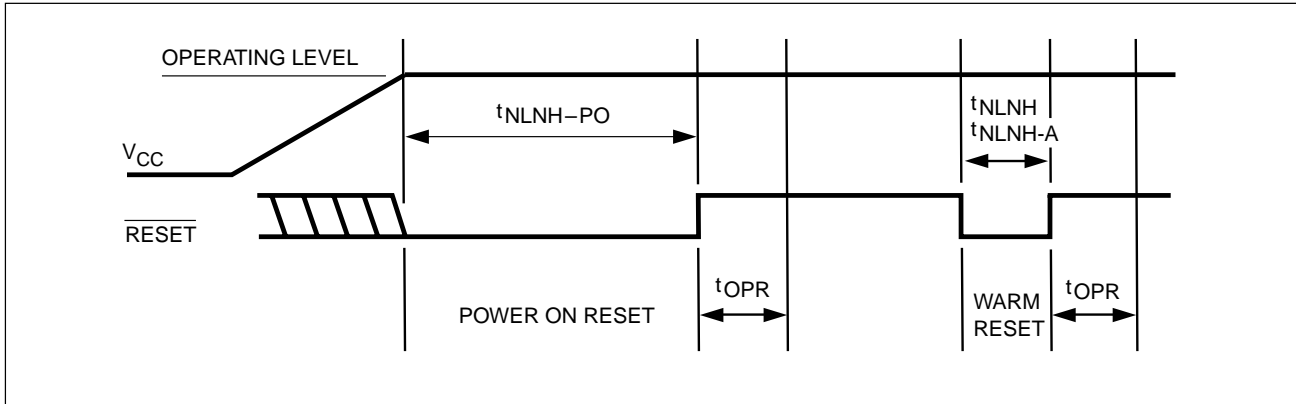 OPERATING LEVEL
tNLNH–PO
tNLNH
tNLNH-A
VCC
RESET
tOPR
POWER ON RESET
WARM
RESET
tOPR